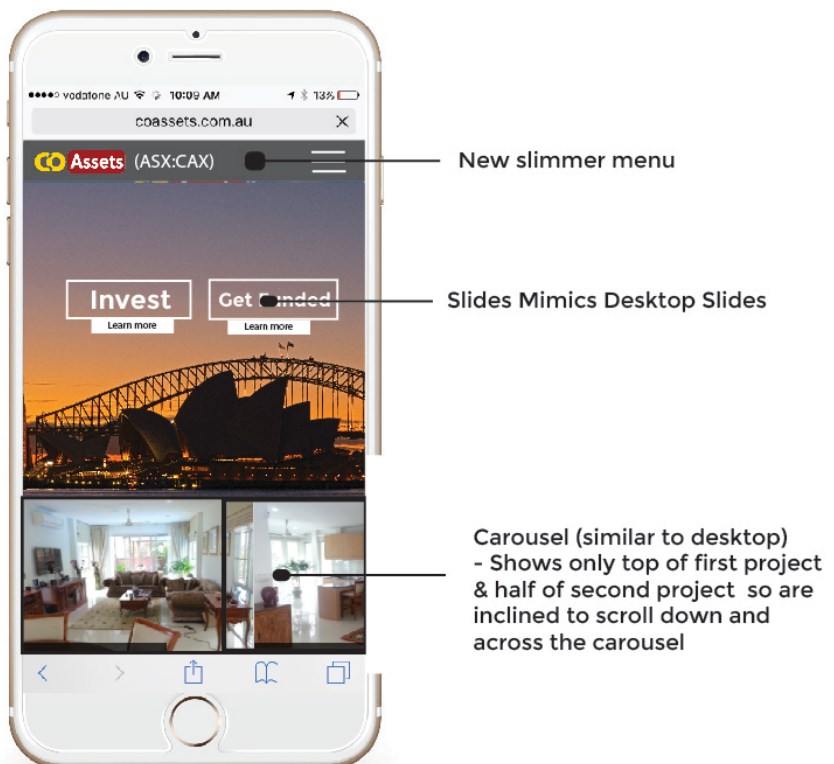 vodafone AU 10:09 AM 13%
coassets.com.au
CO Assets (ASX:CAX)
New slimmer menu
Invest
Get Funded
Learn more
Learn more
Slides Mimics Desktop Slides
Carousel (similar to desktop)
- Shows only top of first project
& half of second project so are
inclined to scroll down and
across the carousel